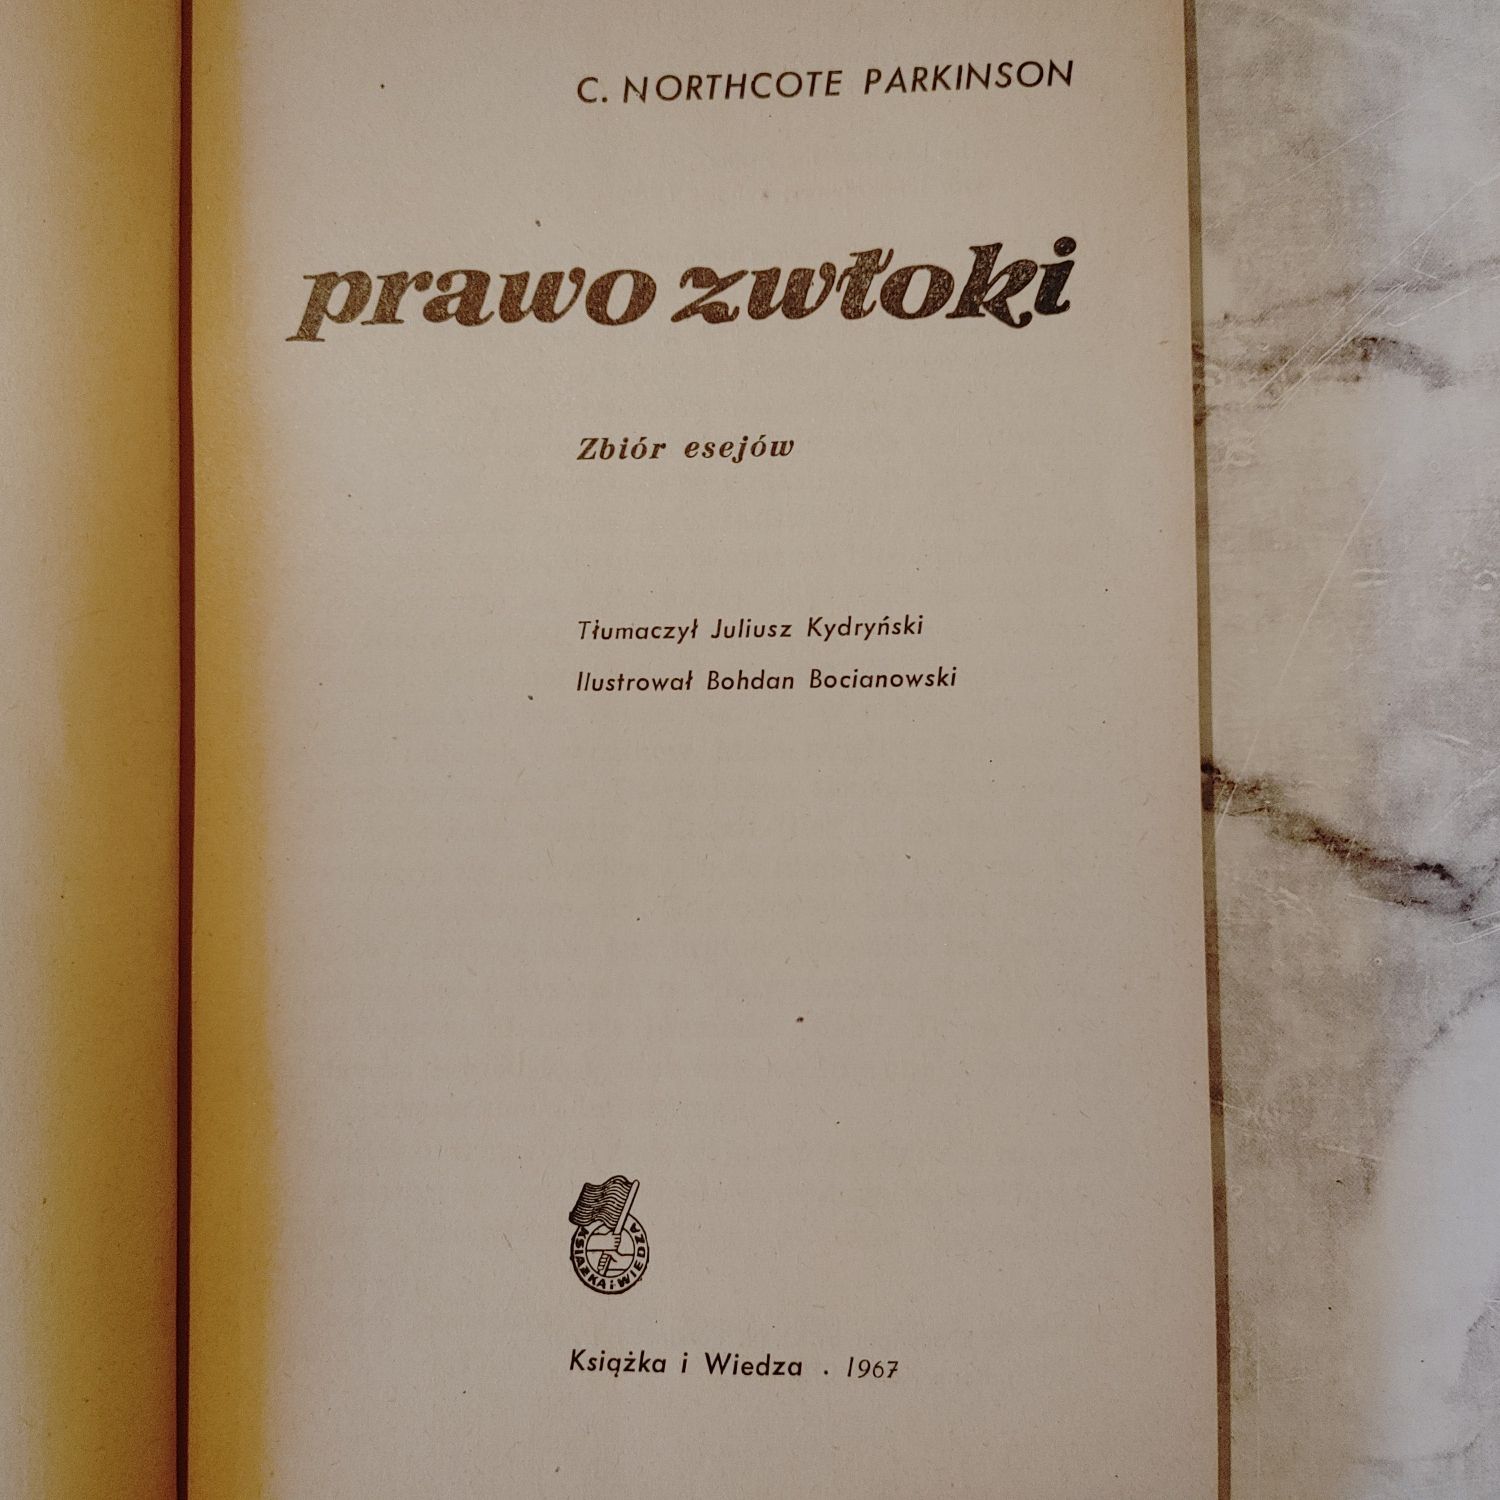 C. NORTHCOTE PARKINSON
prawo zwłoki
Zbiór esejów
Tłumaczył Juliusz Kydryński
Ilustrował Bohdan Bocianowski
KSIĄŻKA i WIEDZA
Książka i Wiedza . 1967